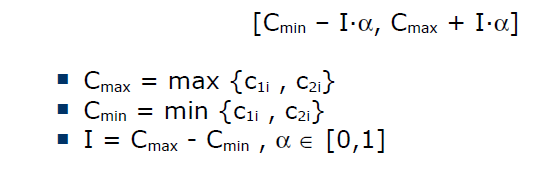 [Cmin – I·α, Cmax + I·α]
▪ Cmax = max {c1i , c2i}
▪ Cmin = min {c1i , c2i}
▪ I = Cmax - Cmin , α ∈ [0,1]